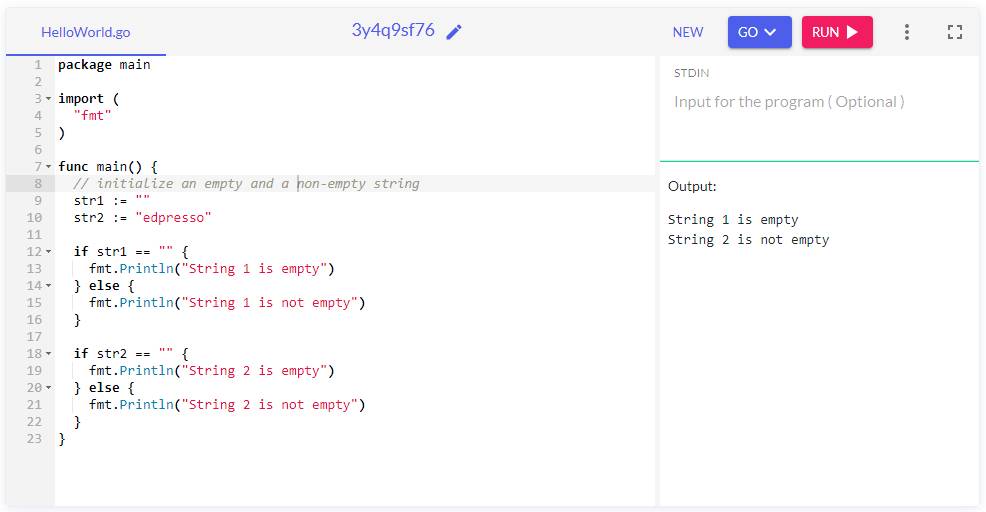 HelloWorld.go
3y4q9sf76
NEW
GO
RUN
1 package main
2
3 import (
4   "fmt"
5 )
6
7 func main() {
8   // initialize an empty and a non-empty string
9   str1 := ""
10   str2 := "edpresso"
11
12   if str1 == "" {
13     fmt.Println("String 1 is empty")
14   } else {
15     fmt.Println("String 1 is not empty")
16   }
17
18   if str2 == "" {
19     fmt.Println("String 2 is empty")
20   } else {
21     fmt.Println("String 2 is not empty")
22   }
23 }
STDIN
Input for the program ( Optional )
Output:
String 1 is empty
String 2 is not empty